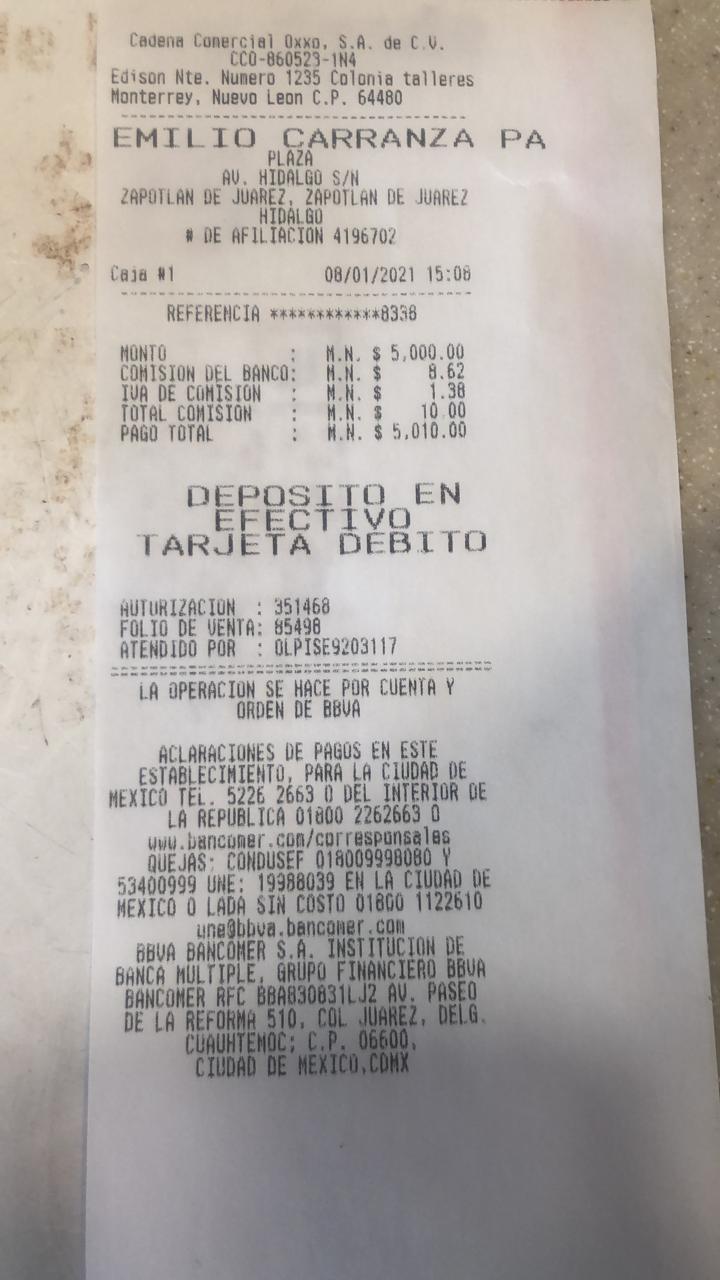 Cadena Comercial Oxxo, S.A. de C.V.
CCO-860523-1N4
Edison Nte. Numero 1235 Colonia talleres
Monterrey, Nuevo Leon C.P. 64480
EMILIO CARRANZA PA
PLAZA
AV. HIDALGO S/N
ZAPOTLAN DE JUAREZ, ZAPOTLAN DE JUAREZ
HIDALGO
# DE AFILIACION 4196702
Caja #1 08/01/2021 15:08
REFERENCIA ************8338
MONTO : M.N. $ 5,000.00
COMISION DEL BANCO: M.N. $ 8.62
IVA DE COMISION : M.N. $ 1.38
TOTAL COMISION : M.N. $ 10.00
PAGO TOTAL : M.N. $ 5,010.00
DEPOSITO EN
EFECTIVO
TARJETA DEBITO
AUTORIZACION : 351468
FOLIO DE VENTA: 85498
ATENDIDO POR : OLPISE9203117
LA OPERACION SE HACE POR CUENTA Y
ORDEN DE BBVA
ACLARACIONES DE PAGOS EN ESTE
ESTABLECIMIENTO, PARA LA CIUDAD DE
MEXICO TEL. 5226 2663 O DEL INTERIOR DE
LA REPUBLICA 01800 2262663 O
www.bancomer.com/corresponsales
QUEJAS: CONDUSEF 018009998080 Y
53400999 UNE: 19988039 EN LA CIUDAD DE
MEXICO O LADA SIN COSTO 01800 1122610
une@bbva.bancomer.com
BBVA BANCOMER S.A. INSTITUCION DE
BANCA MULTIPLE, GRUPO FINANCIERO BBVA
BANCOMER RFC BBA830831LJ2 AV. PASEO
DE LA REFORMA 510, COL JUAREZ, DELG.
CUAUHTEMOC; C.P. 06600,
CIUDAD DE MEXICO,CDMX